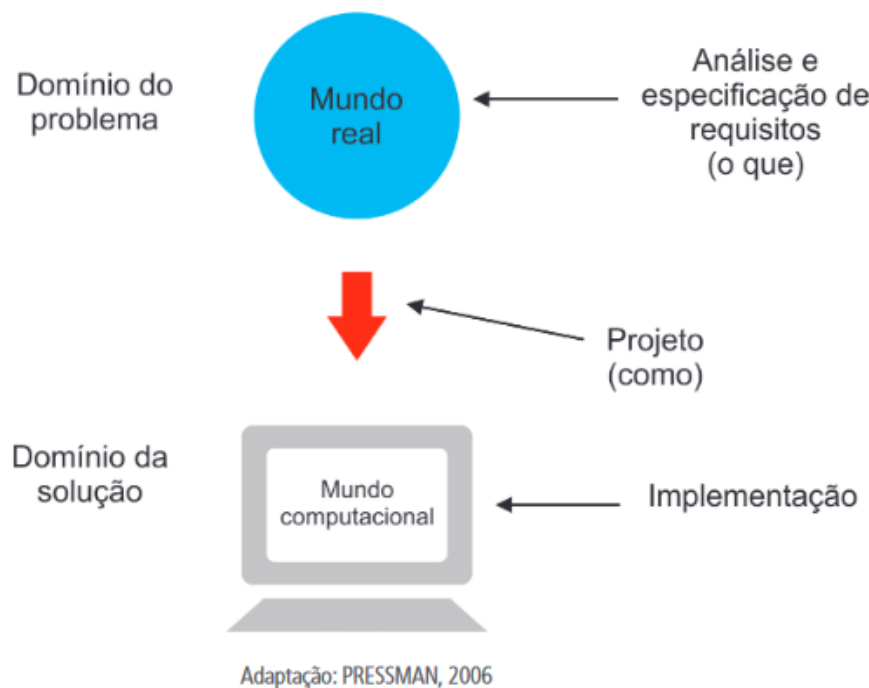 Domínio do
problema
Mundo
real
Análise e
especificação de
requisitos
(o que)
Projeto
(como)
Domínio da
solução
Mundo
computacional
Implementação
Adaptação: PRESSMAN, 2006